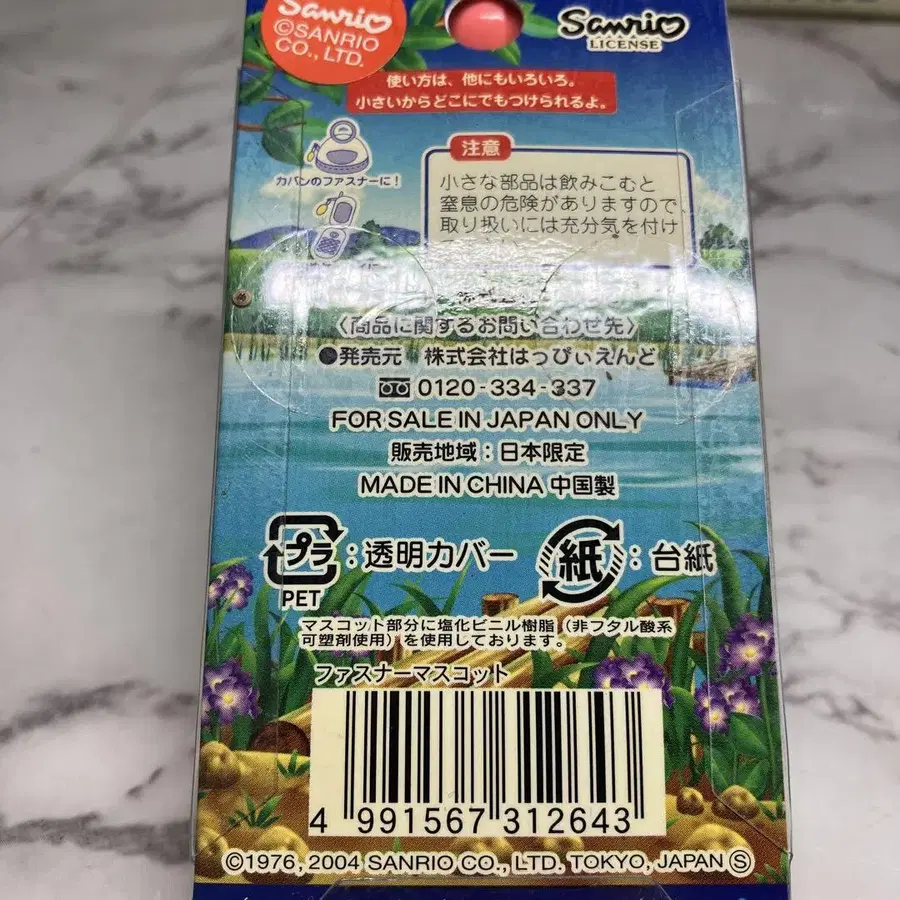 Sanrio
©SANRIO
CO., LTD.
Sanrio
LICENSE
使い方は、他にもいろいろ。
小さいからどこにでもつけられるよ。
カバンのファスナーに!
注意
小さな部品は飲みこむと
窒息の危険がありますので、
取り扱いには充分気を付け
〈商品に関するお問い合わせ先〉
●発売元 株式会社はっぴぃえんど
0120-334-337
FOR SALE IN JAPAN ONLY
販売地域:日本限定
MADE IN CHINA 中国製
プラ:透明カバー
PET
紙:台紙
マスコット部分に塩化ビニル樹脂(非フタル酸系
可塑剤使用)を使用しております。
ファスナーマスコット
4 991567 312643
©1976, 2004 SANRIO CO., LTD. TOKYO, JAPAN Ⓢ